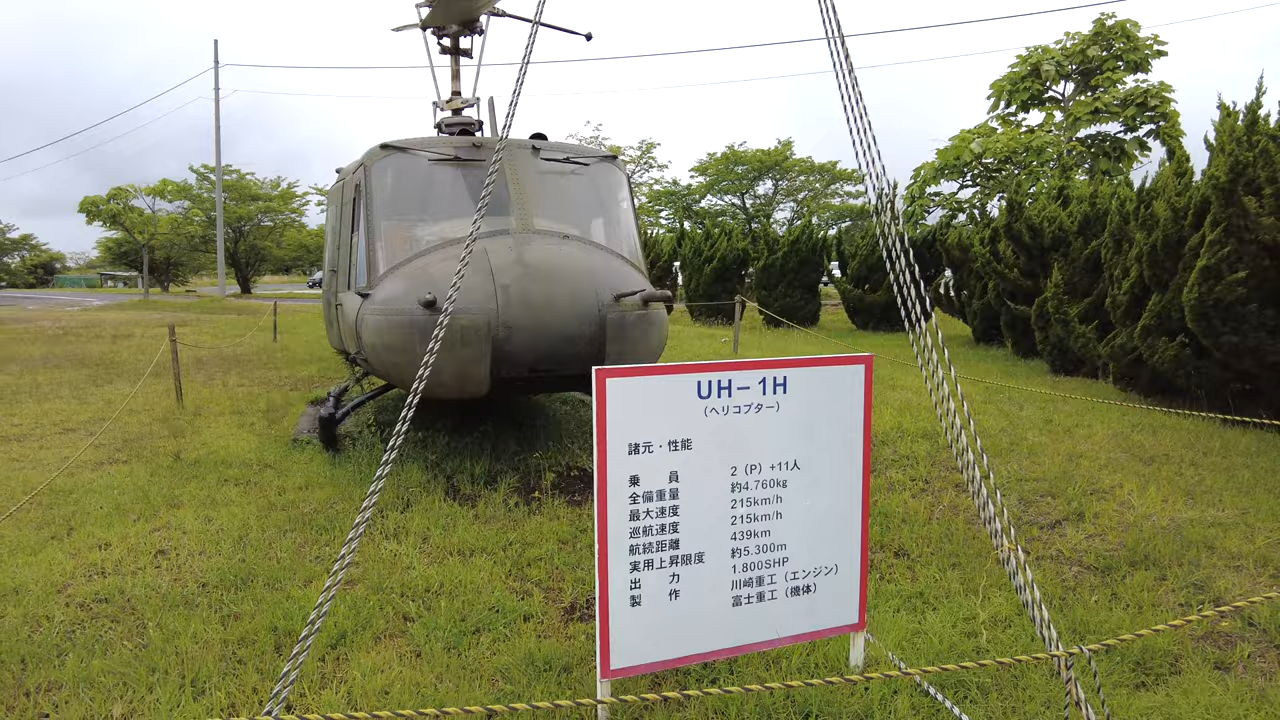 UH-1H
(ヘリコプター)
諸元・性能
乗員 2(P)+11人
全備重量 約4.760kg
最大速度 215km/h
巡航速度 215km/h
航続距離 439km
実用上昇限度 約5.300m
出力 1.800SHP
製作 川崎重工(エンジン)
富士重工(機体)